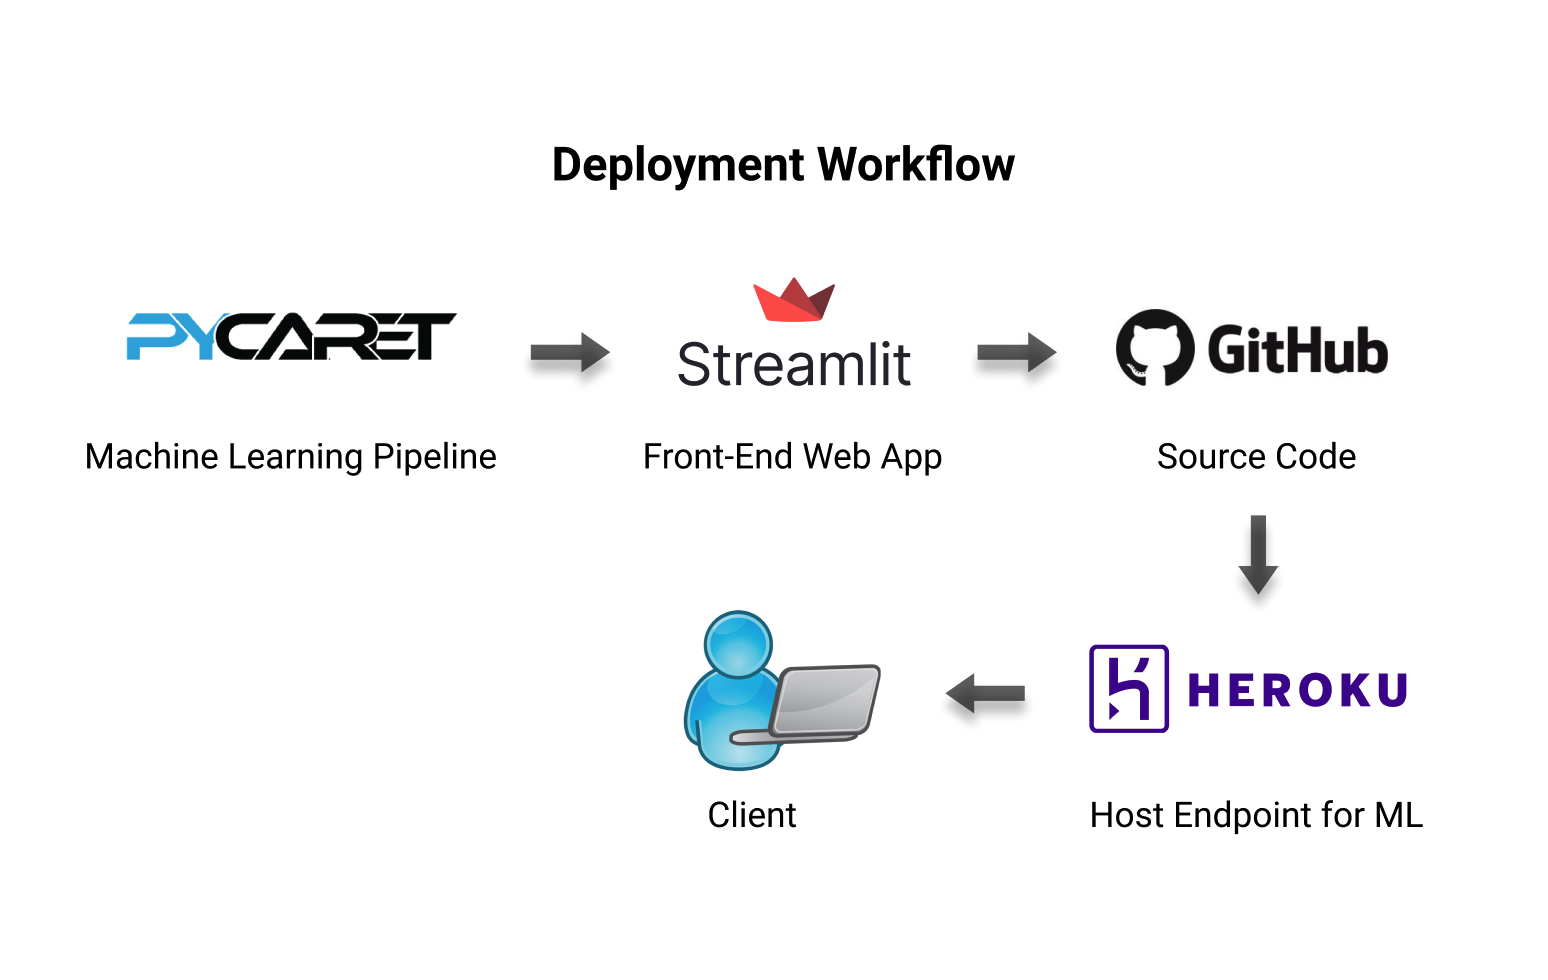 Deployment Workflow
PYCARET
Streamlit
GitHub
Machine Learning Pipeline
Front-End Web App
Source Code
HEROKU
Client
Host Endpoint for ML